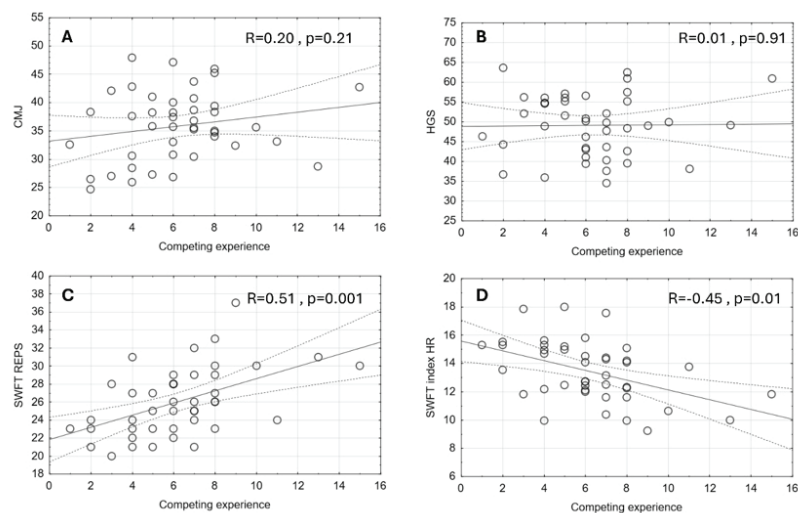 A
R=0.20 , p=0.21
CMJ
55
50
45
40
35
30
25
20
0 2 4 6 8 10 12 14 16
Competing experience
B
R=0.01 , p=0.91
HGS
75
70
65
60
55
50
45
40
35
30
25
0 2 4 6 8 10 12 14 16
Competing experience
C
R=0.51, p=0.001
SWFT REPS
40
38
36
34
32
30
28
26
24
22
20
18
0 2 4 6 8 10 12 14 16
Competing experience
D
R=-0.45, p=0.01
SWFT index HR
20
18
16
14
12
10
8
6
0 2 4 6 8 10 12 14 16
Competing experience